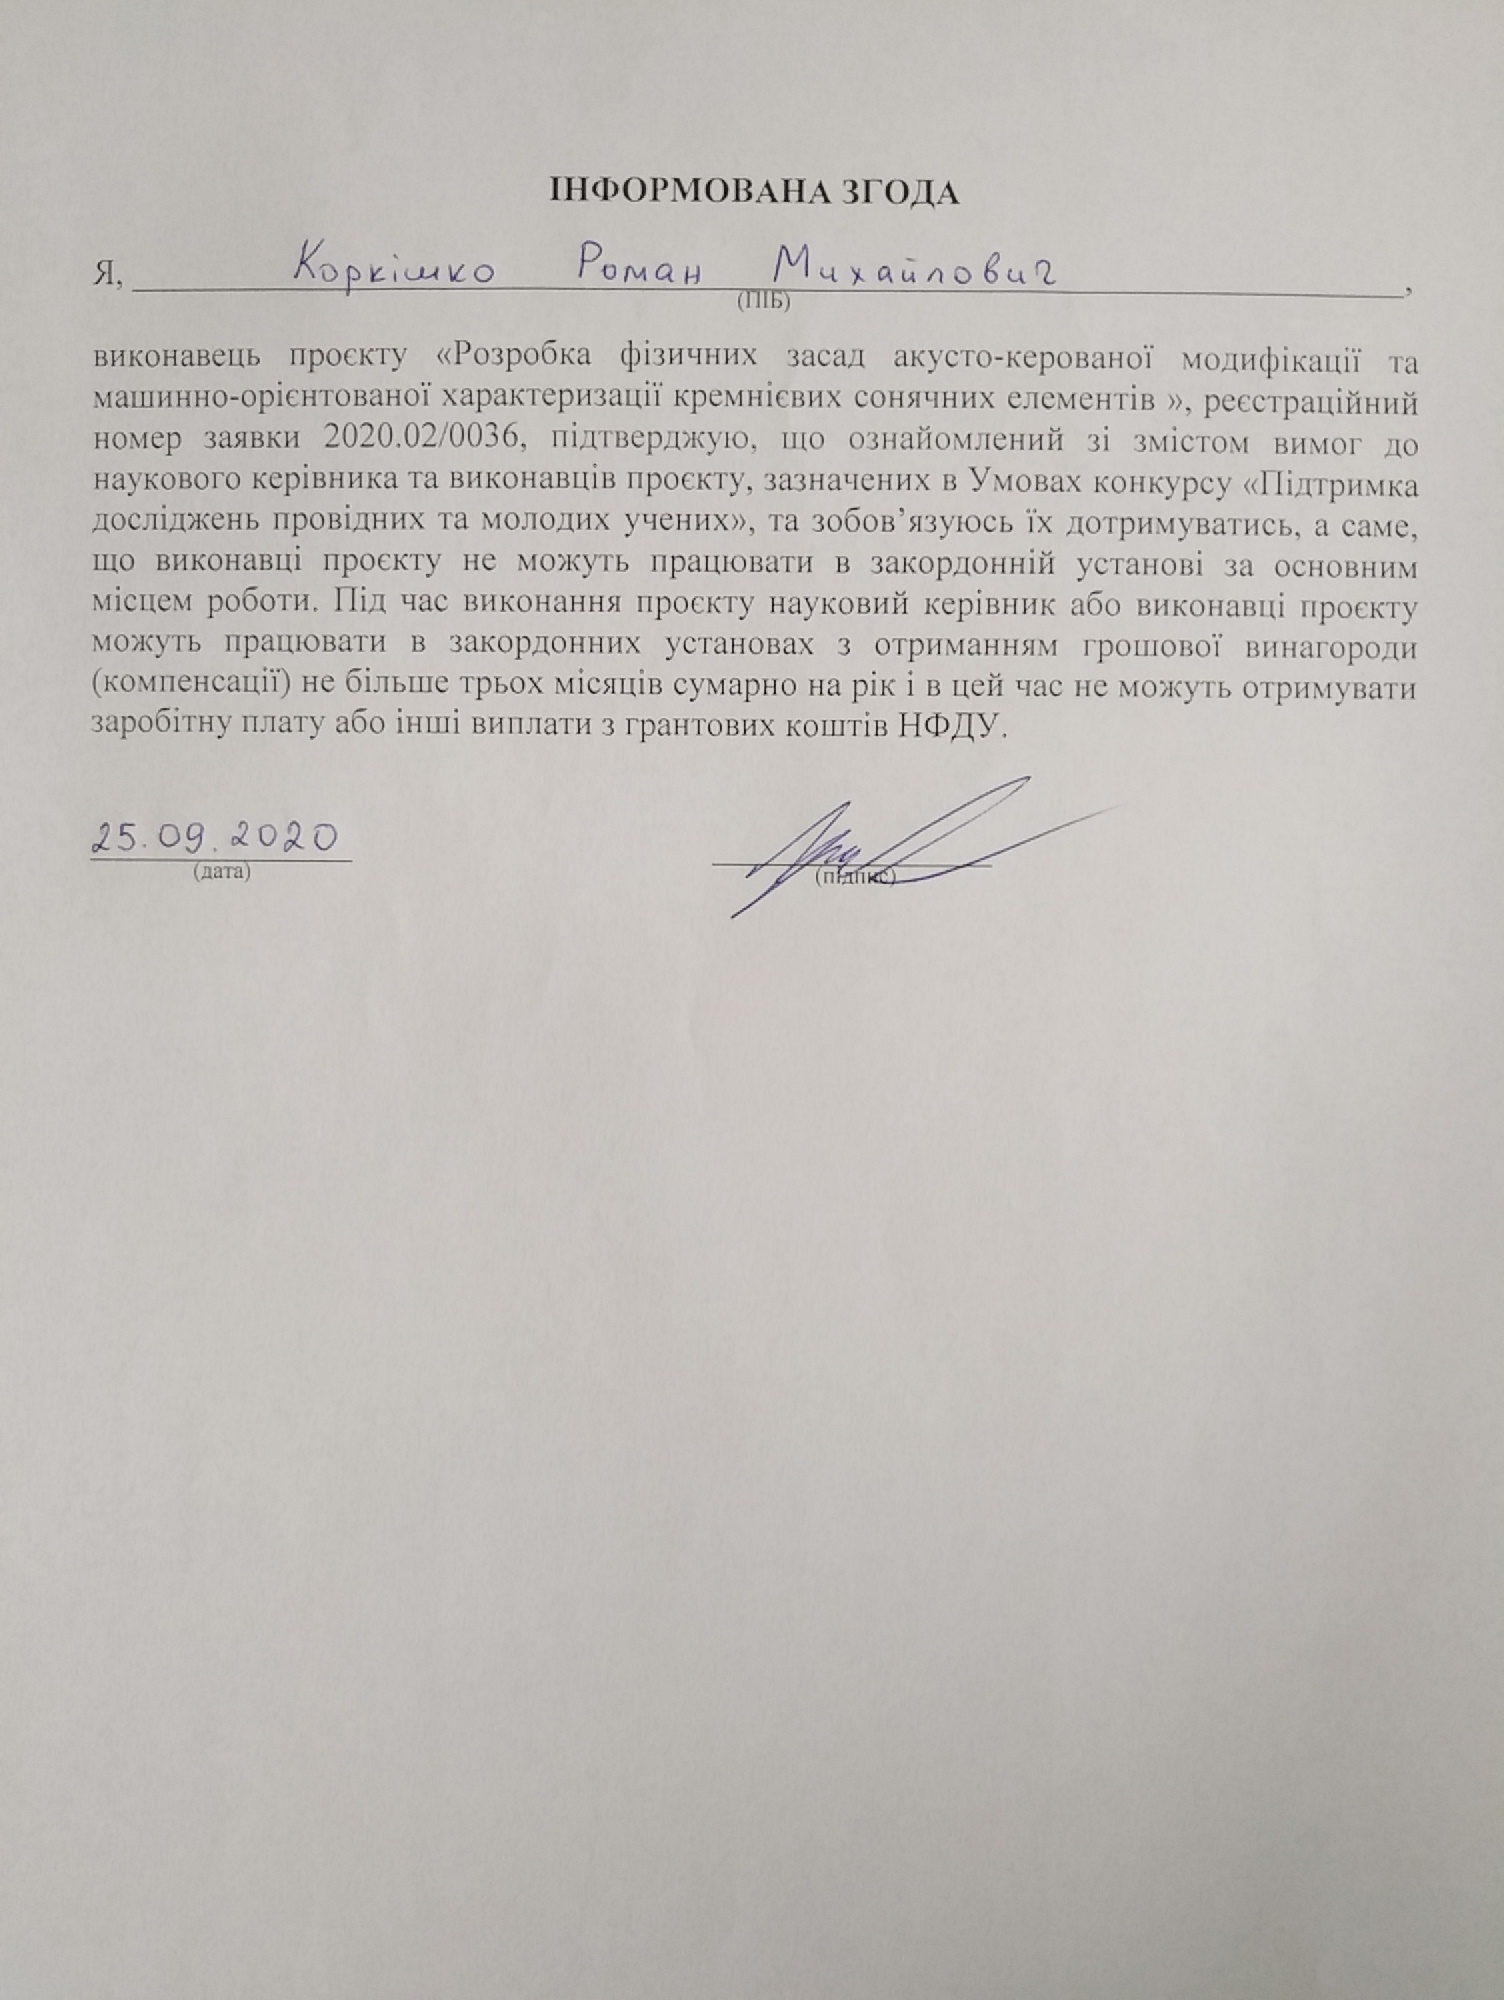 ІНФОРМОВАНА ЗГОДА
Я, Коркішко Роман Михайлович,
(ПІБ)
виконавець проєкту «Розробка фізичних засад акусто-керованої модифікації та
машинно-орієнтованої характеризації кремнієвих сонячних елементів », реєстраційний
номер заявки 2020.02/0036, підтверджую, що ознайомлений зі змістом вимог до
наукового керівника та виконавців проєкту, зазначених в Умовах конкурсу «Підтримка
досліджень провідних та молодих учених», та зобов’язуюсь їх дотримуватись, а саме,
що виконавці проєкту не можуть працювати в закордонній установі за основним
місцем роботи. Під час виконання проєкту науковий керівник або виконавці проєкту
можуть працювати в закордонних установах з отриманням грошової винагороди
(компенсації) не більше трьох місяців сумарно на рік і в цей час не можуть отримувати
заробітну плату або інші виплати з грантових коштів НФДУ.
25.09.2020
(дата) (підпис)